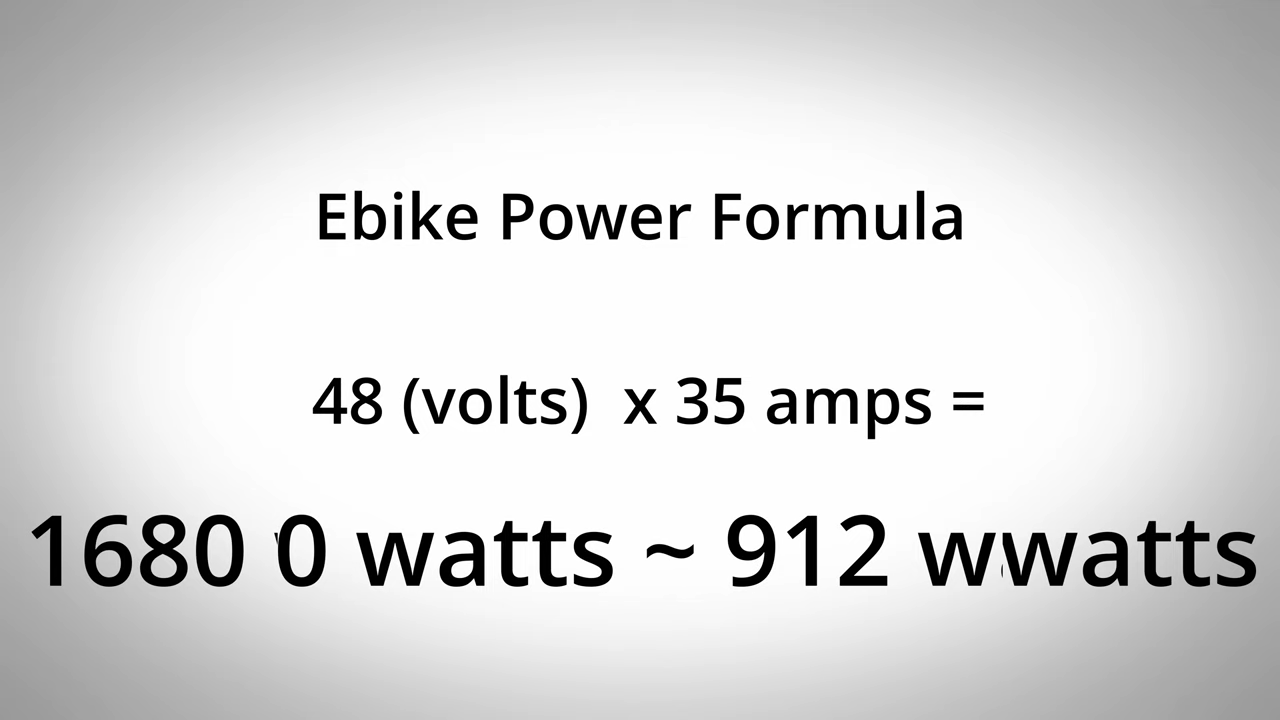 Ebike Power Formula
48 (volts) x 35 amps =
1680 0 watts ~ 912 wwatts